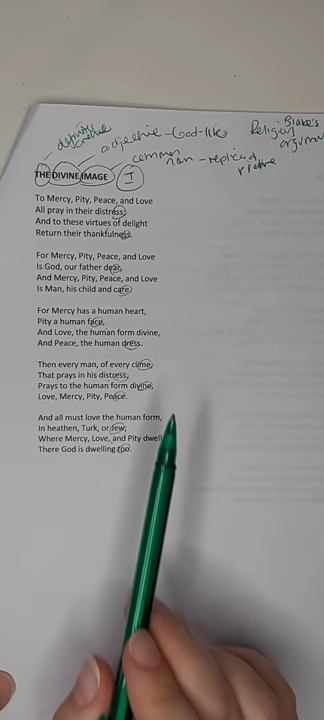 definite article
adjective - God-like
Religious
Blake's
argument
common noun - replica of
picture
THE DIVINE IMAGE
I
To Mercy, Pity, Peace, and Love
All pray in their distress;
And to these virtues of delight
Return their thankfulness.
For Mercy, Pity, Peace, and Love
Is God, our father dear,
And Mercy, Pity, Peace, and Love
Is Man, his child and care.
For Mercy has a human heart,
Pity a human face,
And Love, the human form divine,
And Peace, the human dress.
Then every man, of every clime,
That prays in his distress,
Prays to the human form divine,
Love, Mercy, Pity, Peace.
And all must love the human form,
In heathen, Turk, or Jew;
Where Mercy, Love, and Pity dwell
There God is dwelling too.